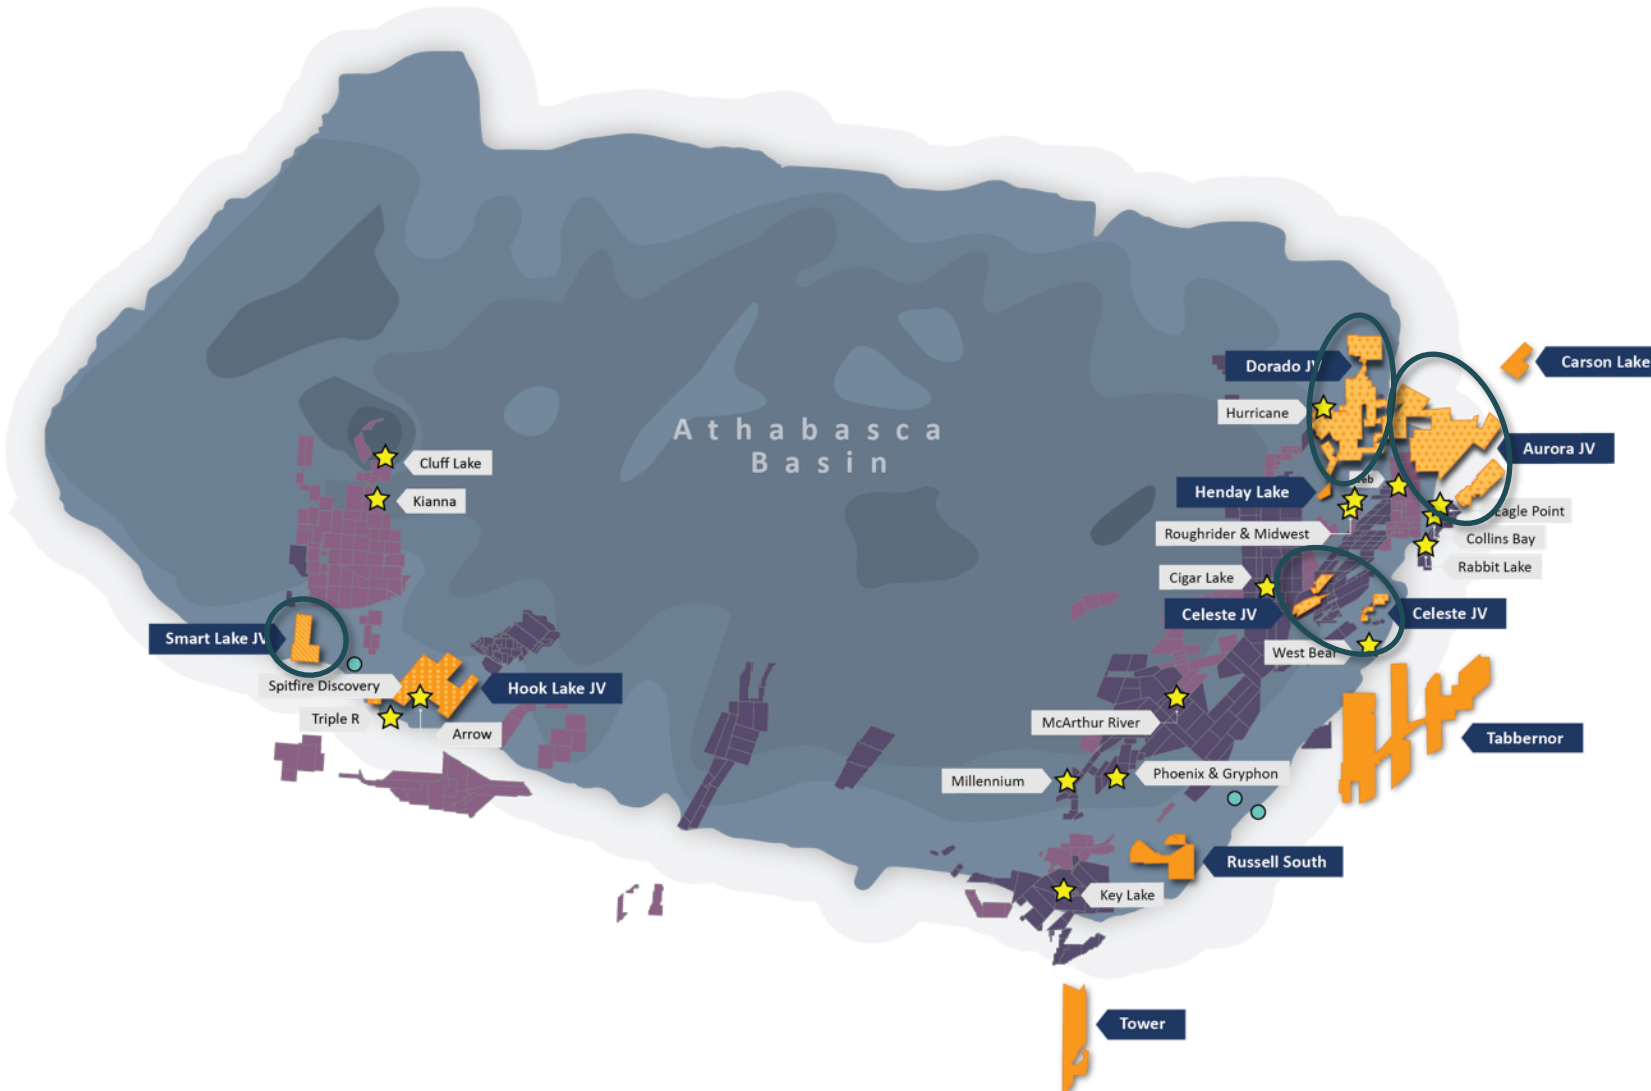 Athabasca
Basin
Dorado JV
Carson Lake
Hurricane
Aurora JV
Cluff Lake
Kianna
Henday Lake
Eagle Point
Roughrider & Midwest
Collins Bay
Rabbit Lake
Cigar Lake
Celeste JV
Celeste JV
Smart Lake JV
West Bear
Spitfire Discovery
Hook Lake JV
Triple R
Arrow
McArthur River
Tabbernor
Millennium
Phoenix & Gryphon
Russell South
Key Lake
Tower